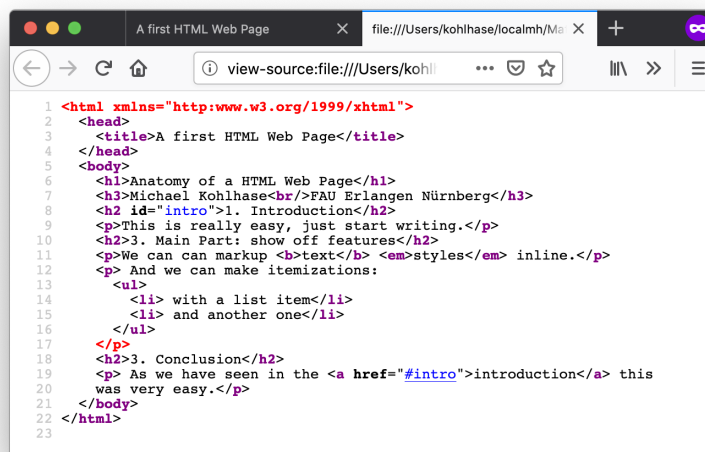 A first HTML Web Page
file:///Users/kohlhase/localmh/Ma
view-source:file:///Users/kohl
1 <html xmlns="http:www.w3.org/1999/xhtml">
2   <head>
3     <title>A first HTML Web Page</title>
4   </head>
5   <body>
6     <h1>Anatomy of a HTML Web Page</h1>
7     <h3>Michael Kohlhase<br/>FAU Erlangen Nürnberg</h3>
8     <h2 id="intro">1. Introduction</h2>
9     <p>This is really easy, just start writing.</p>
10     <h2>3. Main Part: show off features</h2>
11     <p>We can can markup <b>text</b> <em>styles</em> inline.</p>
12     <p> And we can make itemizations:
13       <ul>
14         <li> with a list item</li>
15         <li> and another one</li>
16       </ul>
17     </p>
18     <h2>3. Conclusion</h2>
19     <p> As we have seen in the <a href="#intro">introduction</a> this
20     was very easy.</p>
21   </body>
22 </html>
23